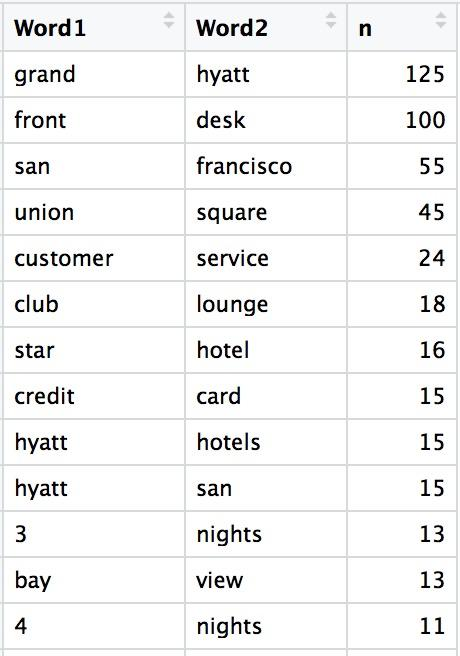 Word1 Word2 n
grand hyatt 125
front desk 100
san francisco 55
union square 45
customer service 24
club lounge 18
star hotel 16
credit card 15
hyatt hotels 15
hyatt san 15
3 nights 13
bay view 13
4 nights 11